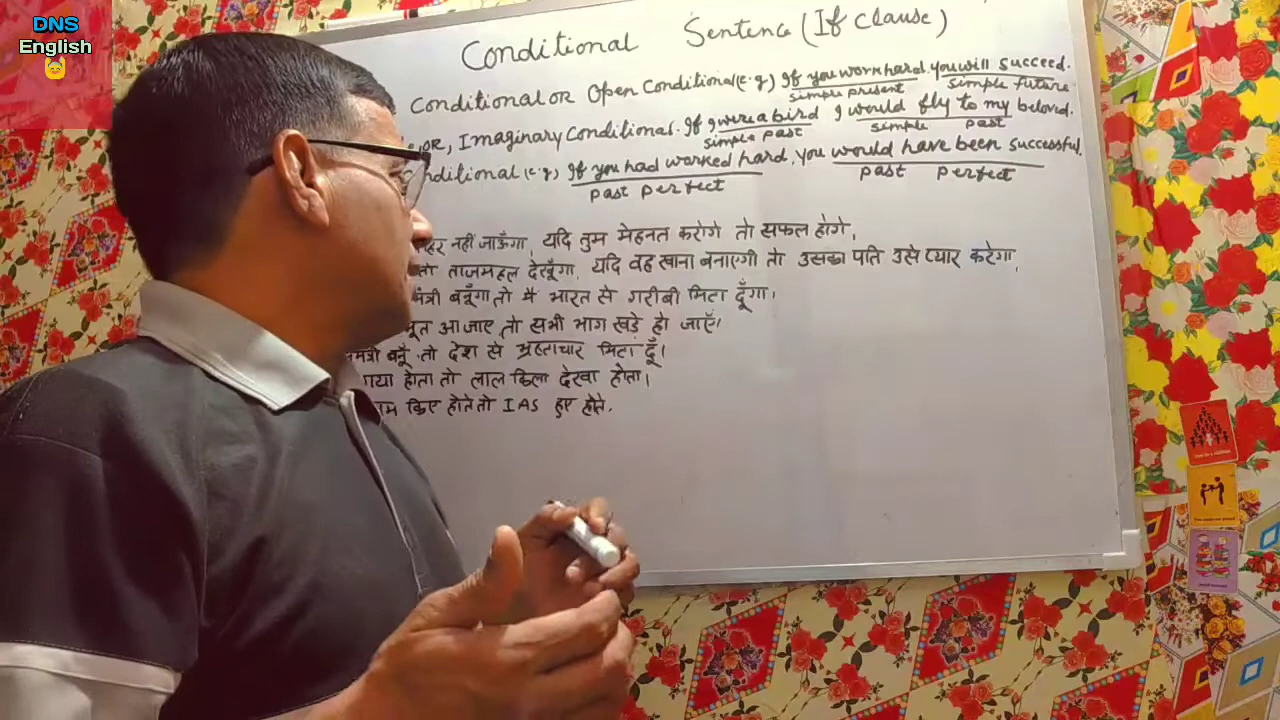 DNS
English
Conditional Sentence (If clause)
Conditional OR Open Conditional (e.g) If you work hard, you will succeed.
simple present simple future
OR, Imaginary Conditional. If I were a bird I would fly to my beloved.
simple past simple past
nditional (e.g) If you had worked hard, you would have been successful.
past perfect past perfect
नहीं जाऊँगा, यदि तुम मेहनत करोगे तो सफल होगे,
तो ताजमहल देखूँगा, यदि वह खाना बनाएगी तो उसका पति उसे प्यार करेगा,
मंत्री बनूँगा तो मै भारत से गरीबी मिटा दूँगा।
आ जाए तो सभी भाग खड़े हो जाएँ।
बनूँ तो देश से भ्रष्टाचार मिटा दूँ।
गया होता तो लाल किला देखा होता।
किए होते तो IAS हुए होते.